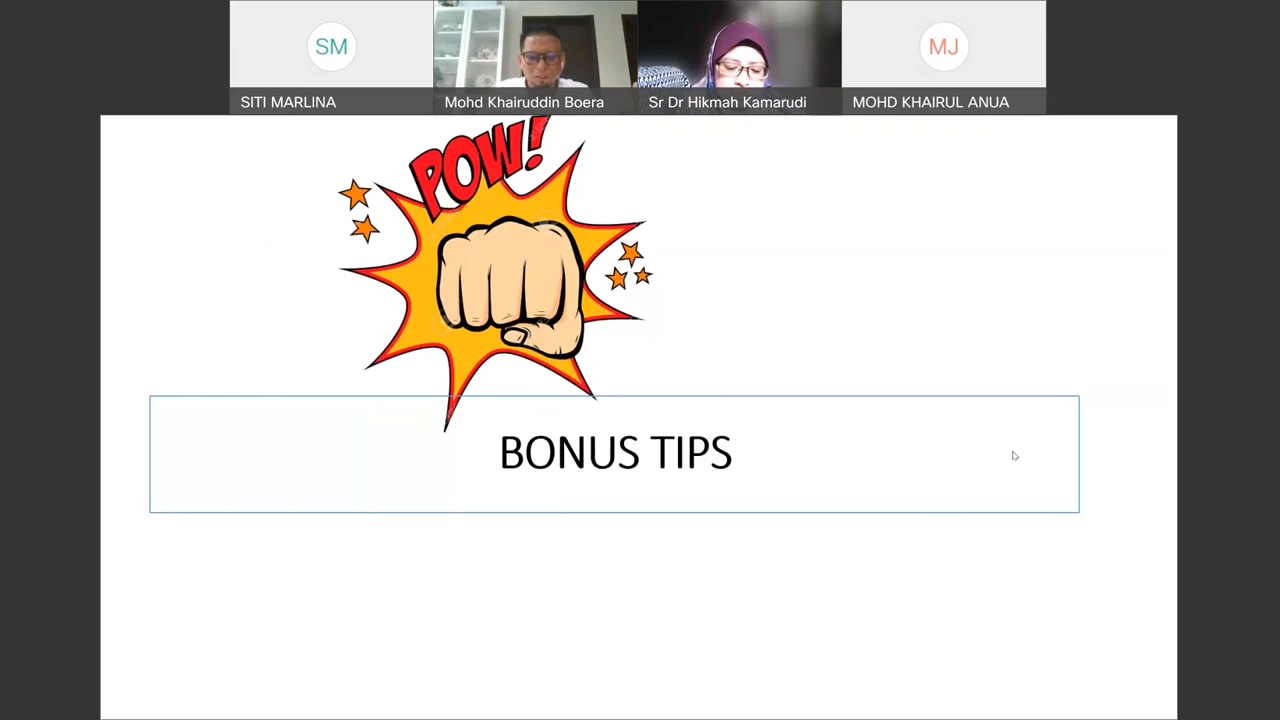 SM
MJ
SITI MARLINA
Mohd Khairuddin Boera
Sr Dr Hikmah Kamarudi
MOHD KHAIRUL ANUA
POW!
BONUS TIPS